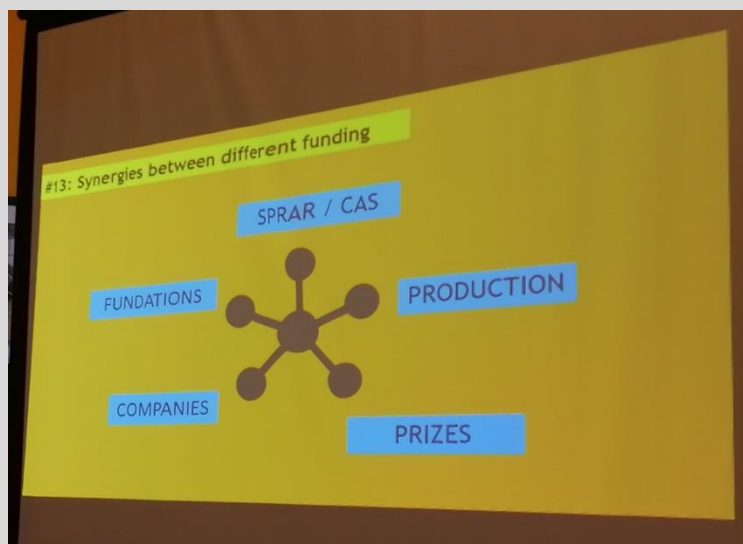 #13: Synergies between different funding
SPRAR / CAS
FUNDATIONS
PRODUCTION
COMPANIES
PRIZES